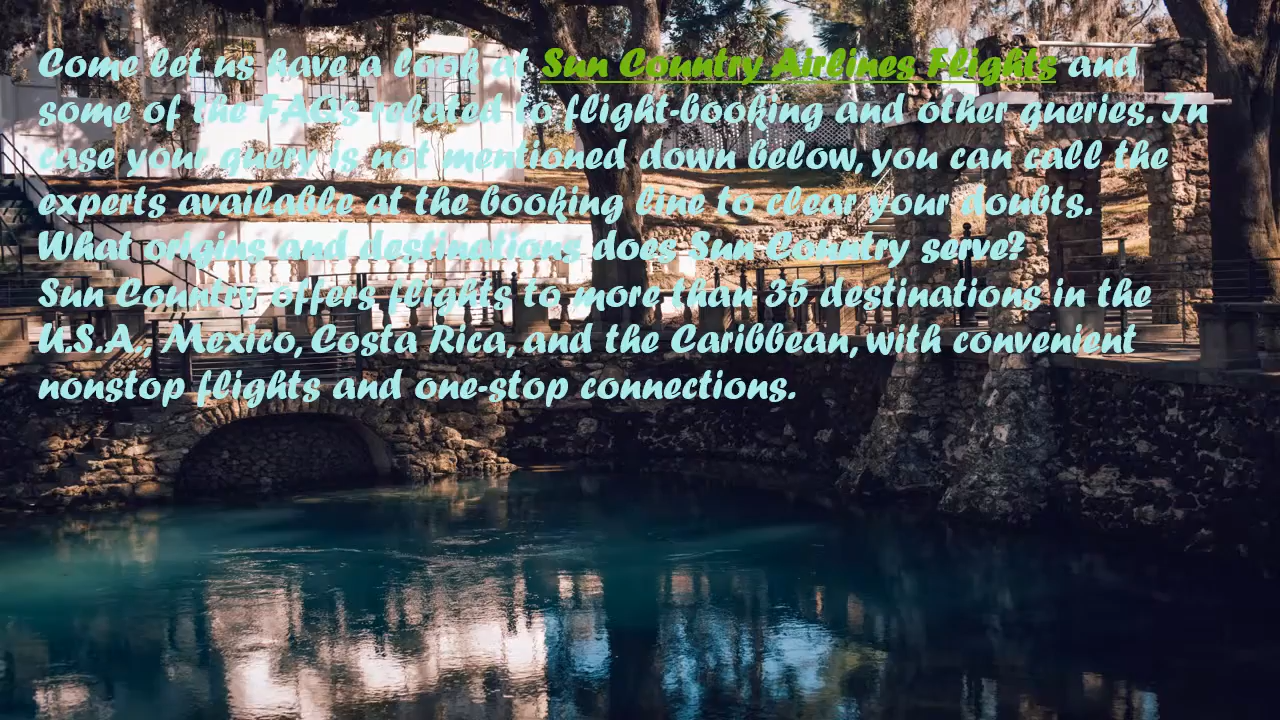 Come let us have a look at Sun Country Airlines Flights and
some of the FAQs related to flight-booking and other queries. In
case your query is not mentioned down below, you can call the
experts available at the booking line to clear your doubts.
What origins and destinations does Sun Country serve?
Sun Country offers flights to more than 35 destinations in the
U.S.A., Mexico, Costa Rica, and the Caribbean, with convenient
nonstop flights and one-stop connections.